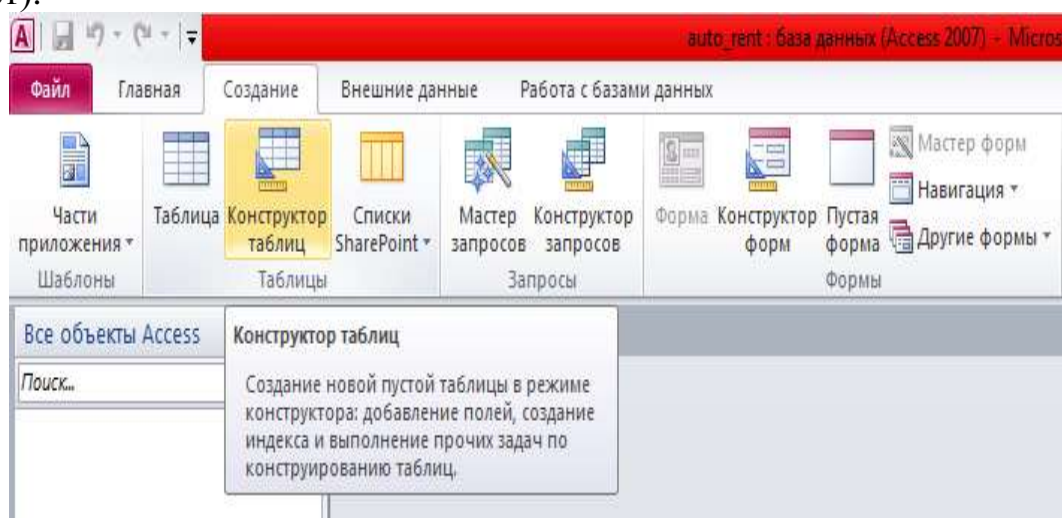 auto_rent : база данных (Access 2007) - Micros
Файл Главная Создание Внешние данные Работа с базами данных
Части приложения
Таблица
Конструктор таблиц
Списки SharePoint
Мастер запросов
Конструктор запросов
Форма
Конструктор форм
Пустая форма
Мастер форм
Навигация
Другие формы
Шаблоны Таблицы Запросы Формы
Все объекты Access
Поиск...
Конструктор таблиц
Создание новой пустой таблицы в режиме
конструктора: добавление полей, создание
индекса и выполнение прочих задач по
конструированию таблиц.